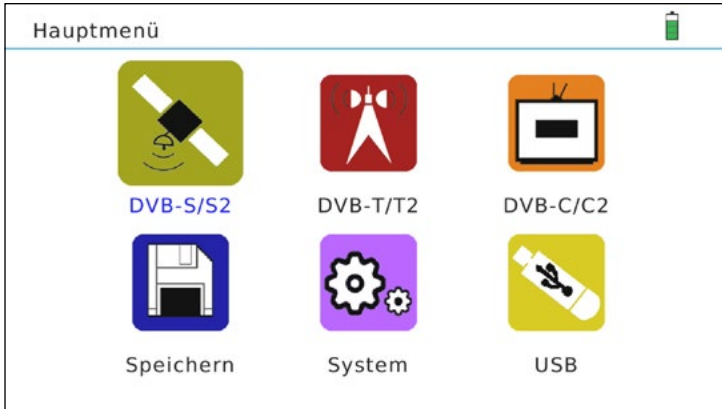 Hauptmenü
DVB-S/S2 DVB-T/T2 DVB-C/C2
Speichern System USB